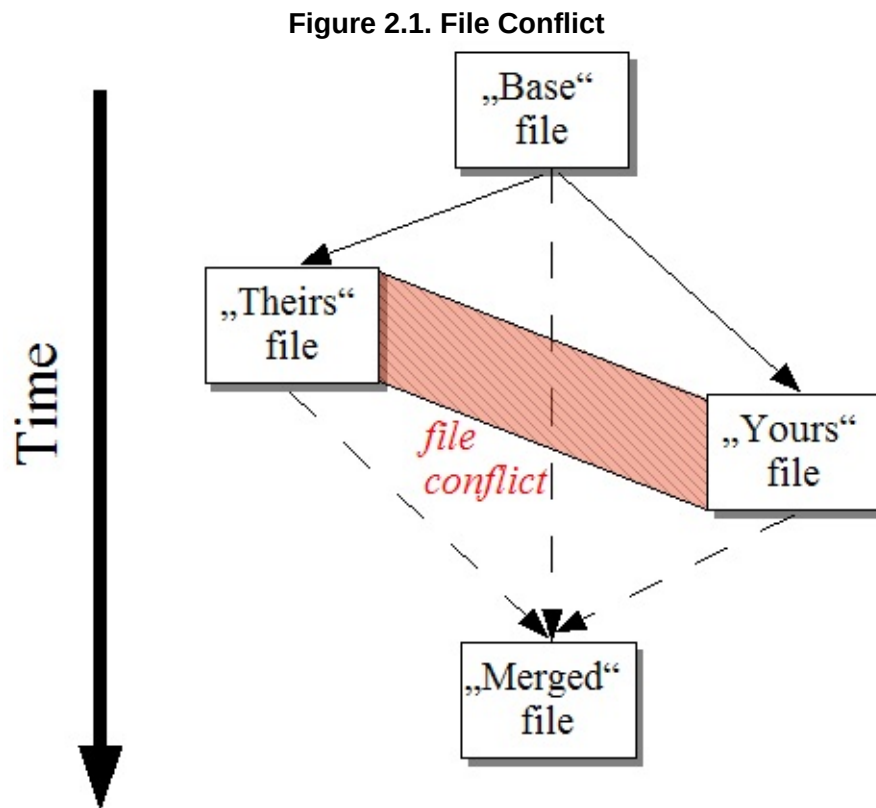 Figure 2.1. File Conflict
„Base“
file
„Theirs“
file
Time
file
conflict
„Yours“
file
„Merged“
file